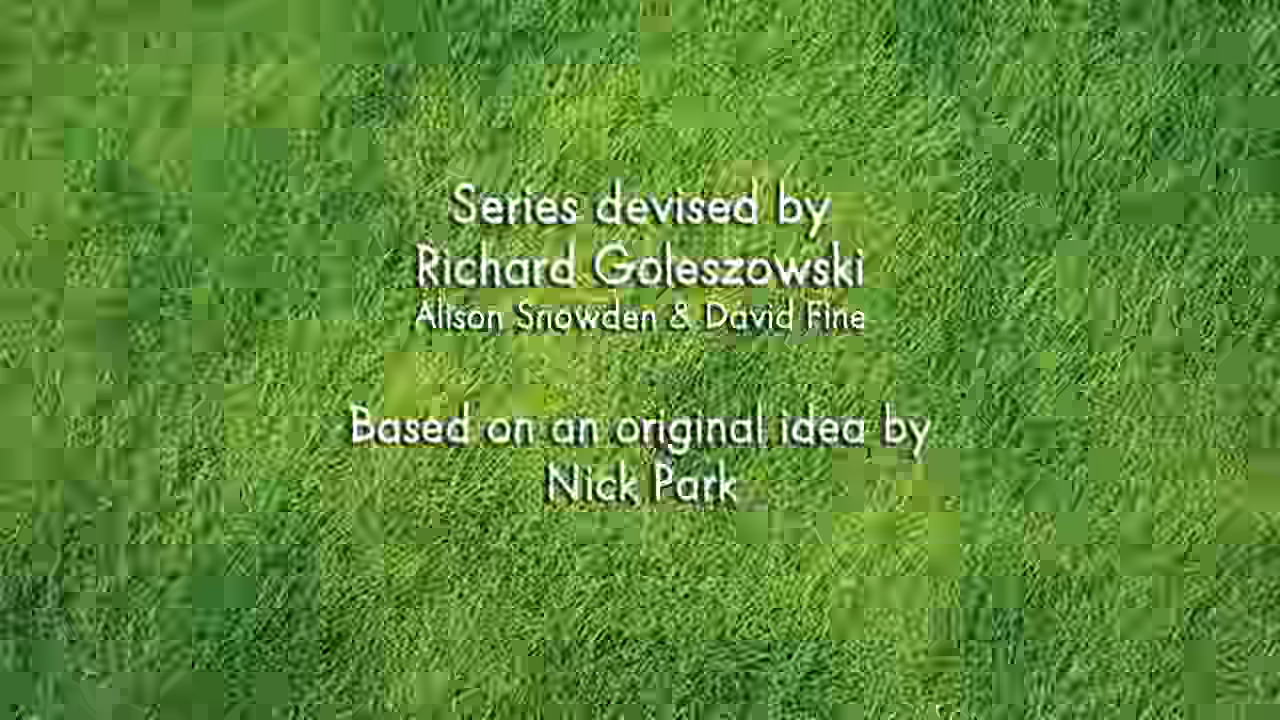 Series devised by
Richard Goleszowski
Alison Snowden & David Fine
Based on an original idea by
Nick Park